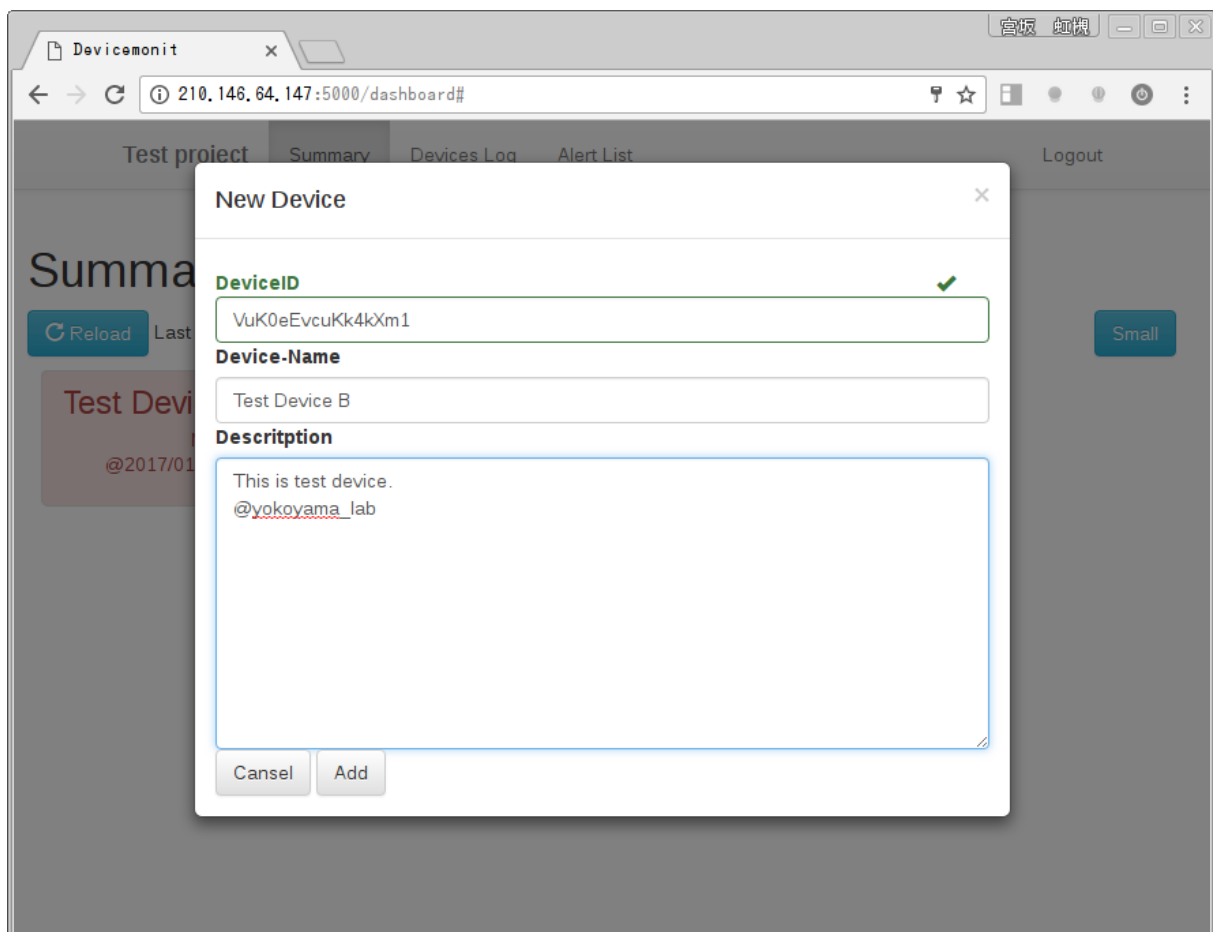 宮坂 虹槻
Devicemonit
210.146.64.147:5000/dashboard#
Test project Summary Devices Log Alert List Logout
New Device
Summa
DeviceID
VuK0eEvcuKk4kXm1
Reload Last
Small
Device-Name
Test Device B
Test Devi
Descritption
@2017/01
This is test device.
@yokoyama_lab
Cansel Add